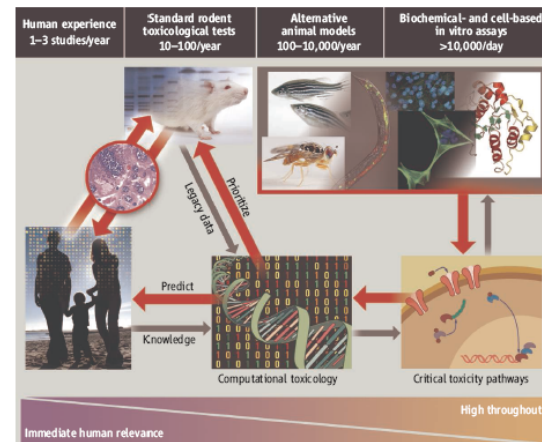 Human experience
1–3 studies/year
Standard rodent
toxicological tests
10–100/year
Alternative
animal models
100–10,000/year
Biochemical- and cell-based
in vitro assays
>10,000/day
Prioritize
Legacy data
Predict
Knowledge
Computational toxicology
Critical toxicity pathways
High throughout
Immediate human relevance